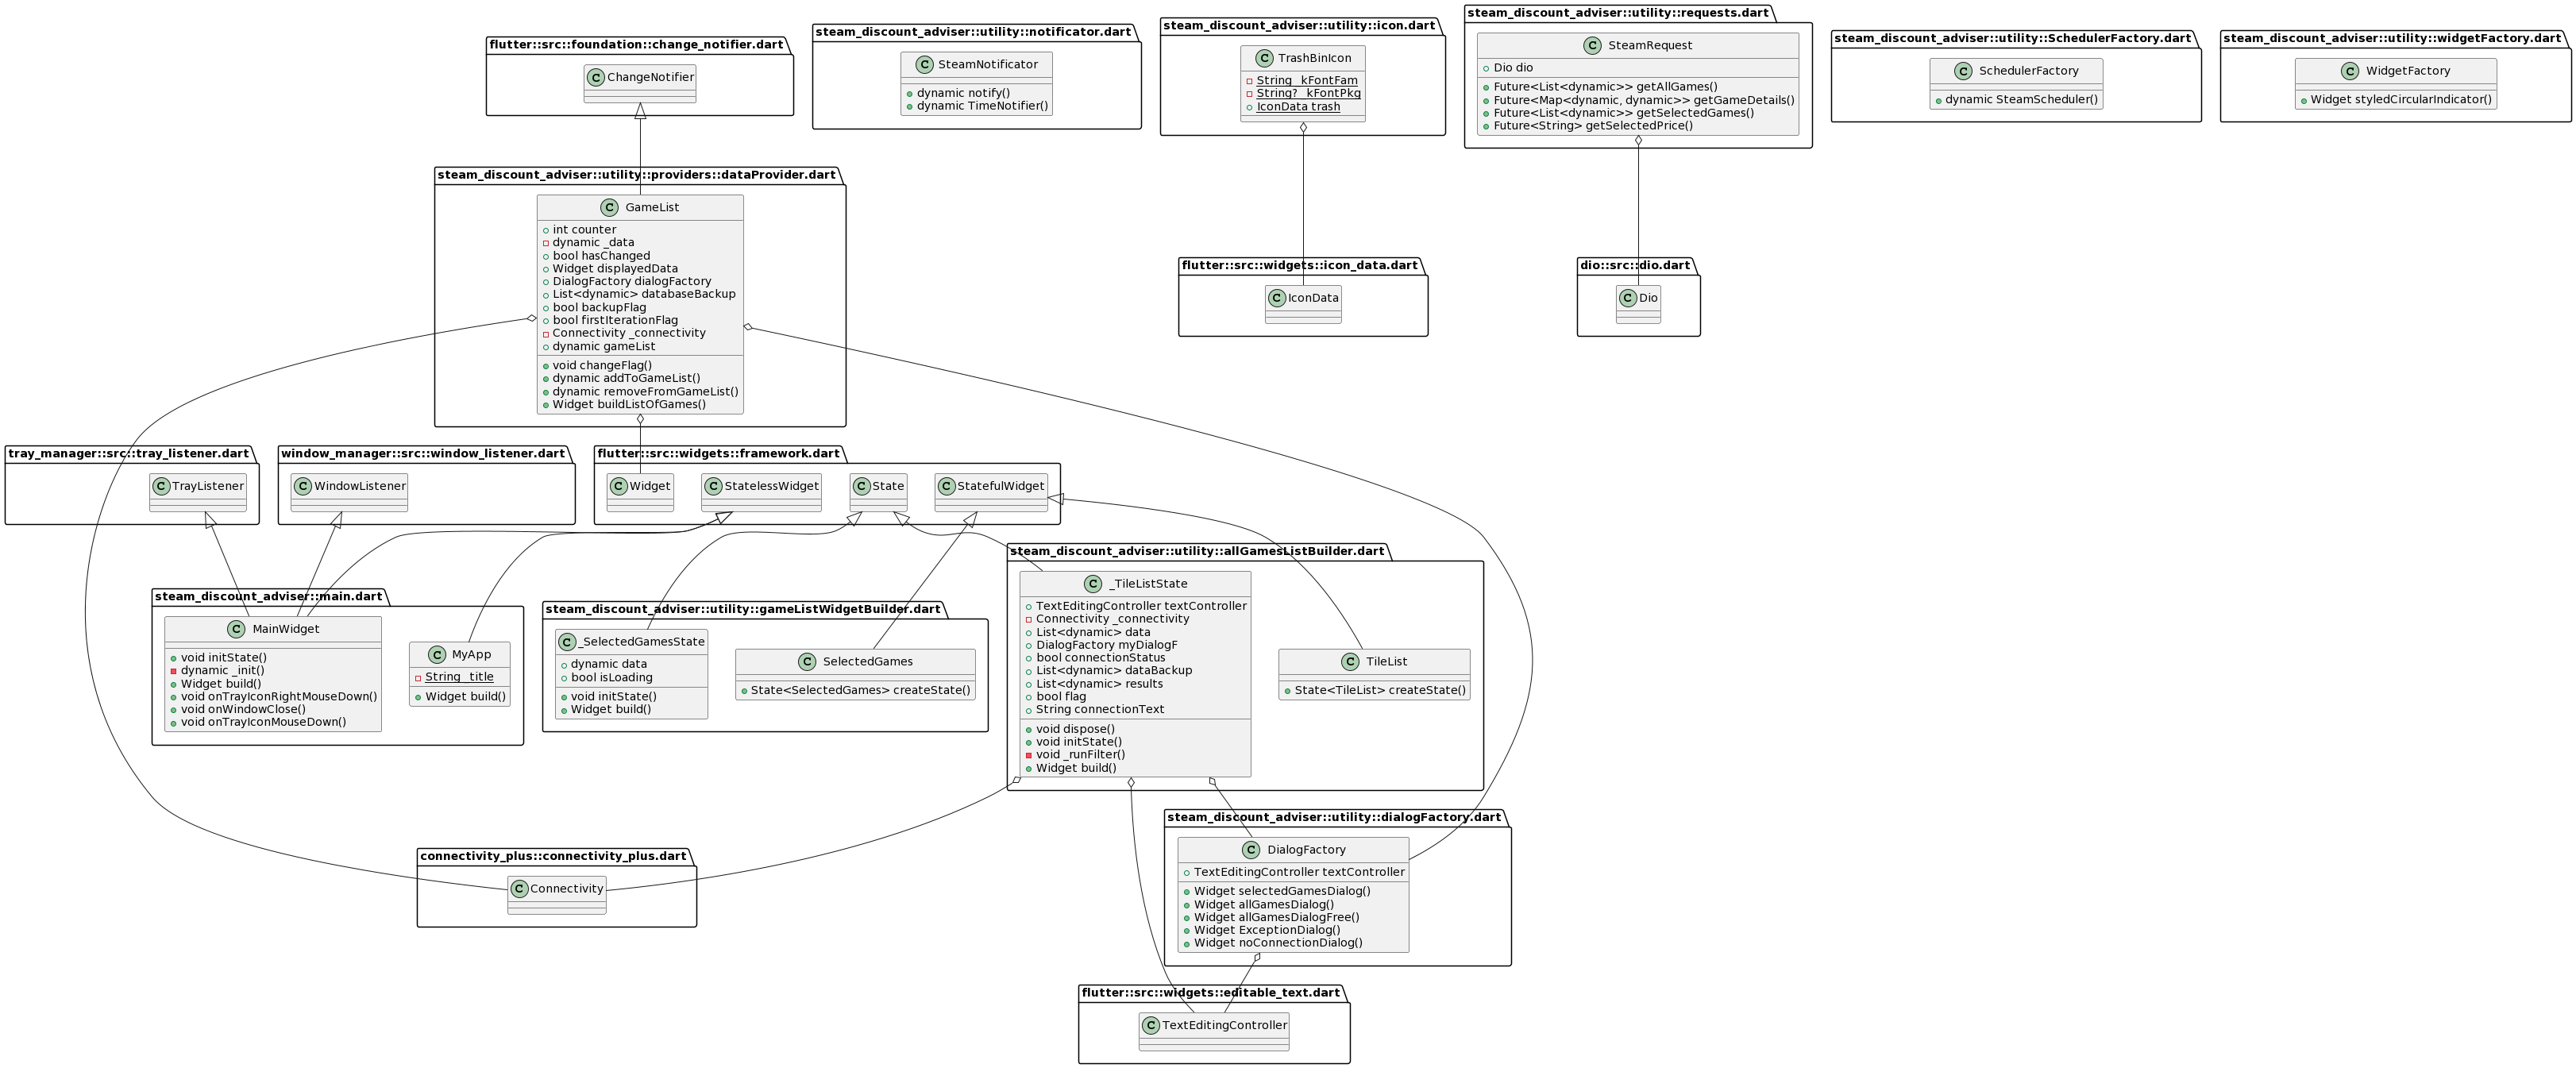 flutter::src::foundation::change_notifier.dart
C ChangeNotifier
steam_discount_adviser::utility::notificator.dart
C SteamNotificator
dynamic notify()
dynamic TimeNotifier()
steam_discount_adviser::utility::icon.dart
C TrashBinIcon
String _kFontFam
String? _kFontPkg
IconData trash
steam_discount_adviser::utility::requests.dart
C SteamRequest
Dio dio
Future<List<dynamic>> getAllGames()
Future<Map<dynamic, dynamic>> getGameDetails()
Future<List<dynamic>> getSelectedGames()
Future<String> getSelectedPrice()
steam_discount_adviser::utility::SchedulerFactory.dart
C SchedulerFactory
dynamic SteamScheduler()
steam_discount_adviser::utility::widgetFactory.dart
C WidgetFactory
Widget styledCircularIndicator()
steam_discount_adviser::utility::providers::dataProvider.dart
C GameList
int counter
dynamic _data
bool hasChanged
Widget displayedData
DialogFactory dialogFactory
List<dynamic> databaseBackup
bool backupFlag
bool firstIterationFlag
Connectivity _connectivity
dynamic gameList
void changeFlag()
dynamic addToGameList()
dynamic removeFromGameList()
Widget buildListOfGames()
flutter::src::widgets::icon_data.dart
C IconData
dio::src::dio.dart
C Dio
tray_manager::src::tray_listener.dart
C TrayListener
window_manager::src::window_listener.dart
C WindowListener
flutter::src::widgets::framework.dart
C Widget
C StatelessWidget
C State
C StatefulWidget
steam_discount_adviser::main.dart
C MainWidget
void initState()
dynamic _init()
Widget build()
void onTrayIconRightMouseDown()
void onWindowClose()
void onTrayIconMouseDown()
C MyApp
String _title
Widget build()
steam_discount_adviser::utility::gameListWidgetBuilder.dart
C _SelectedGamesState
dynamic data
bool isLoading
void initState()
Widget build()
C SelectedGames
State<SelectedGames> createState()
steam_discount_adviser::utility::allGamesListBuilder.dart
C _TileListState
TextEditingController textController
Connectivity _connectivity
List<dynamic> data
DialogFactory myDialogF
bool connectionStatus
List<dynamic> dataBackup
List<dynamic> results
bool flag
String connectionText
void dispose()
void initState()
void _runFilter()
Widget build()
C TileList
State<TileList> createState()
steam_discount_adviser::utility::dialogFactory.dart
C DialogFactory
TextEditingController textController
Widget selectedGamesDialog()
Widget allGamesDialog()
Widget allGamesDialogFree()
Widget ExceptionDialog()
Widget noConnectionDialog()
connectivity_plus::connectivity_plus.dart
C Connectivity
flutter::src::widgets::editable_text.dart
C TextEditingController